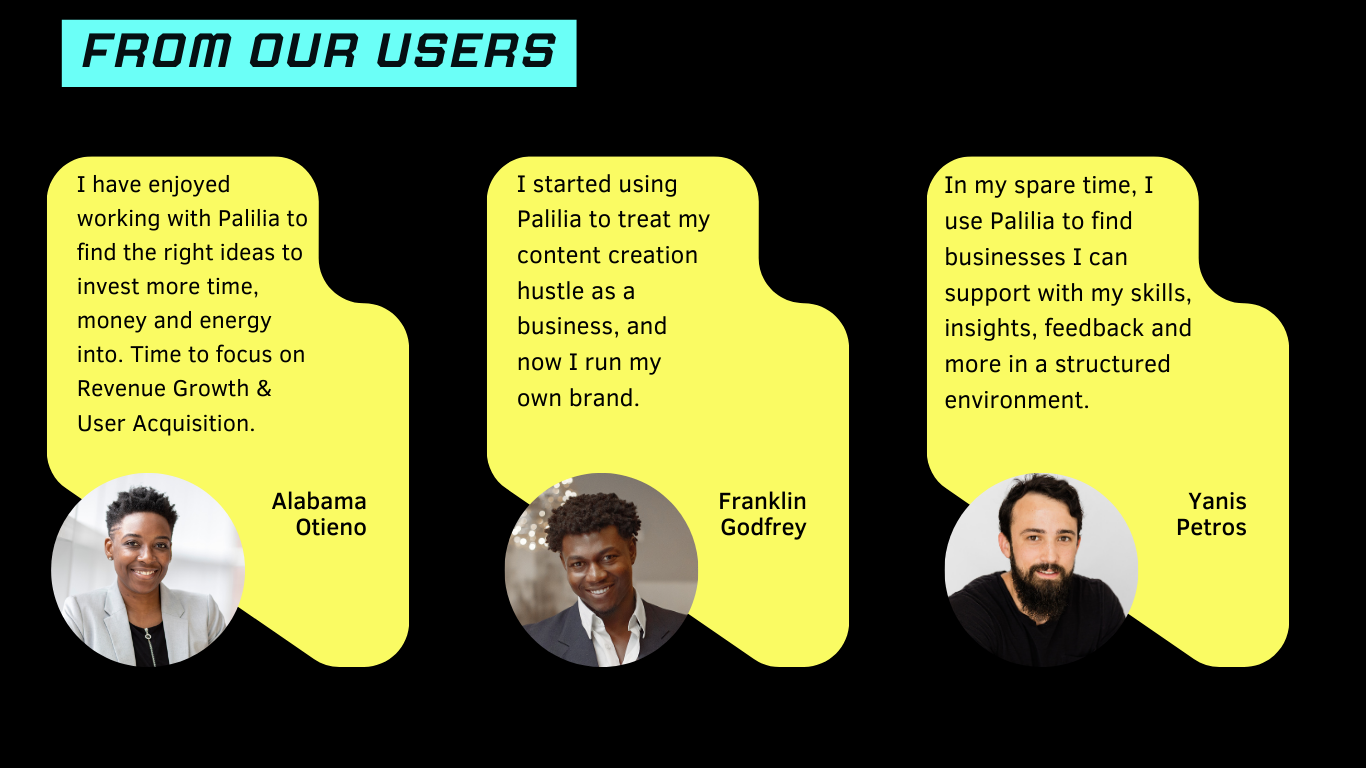 FROM OUR USERS
I have enjoyed
working with Palilia to
find the right ideas to
invest more time,
money and energy
into. Time to focus on
Revenue Growth &
User Acquisition.
Alabama
Otieno
I started using
Palilia to treat my
content creation
hustle as a
business, and
now I run my
own brand.
Franklin
Godfrey
In my spare time, I
use Palilia to find
businesses I can
support with my skills,
insights, feedback and
more in a structured
environment.
Yanis
Petros